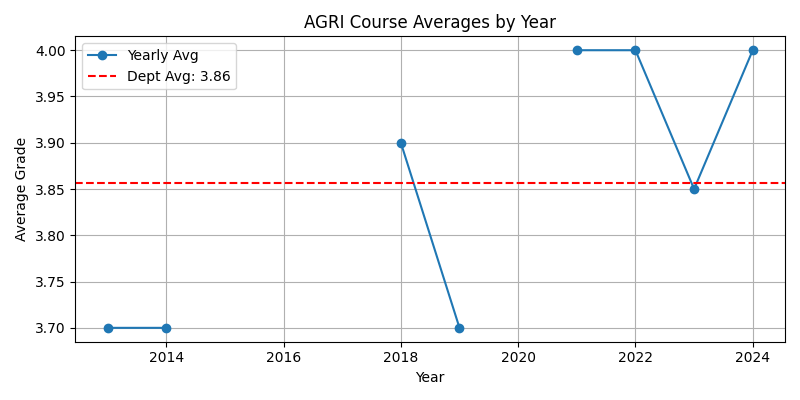 AGRI Course Averages by Year
Yearly Avg
Dept Avg: 3.86
Average Grade
4.00
3.95
3.90
3.85
3.80
3.75
3.70
2014 2016 2018 2020 2022 2024
Year